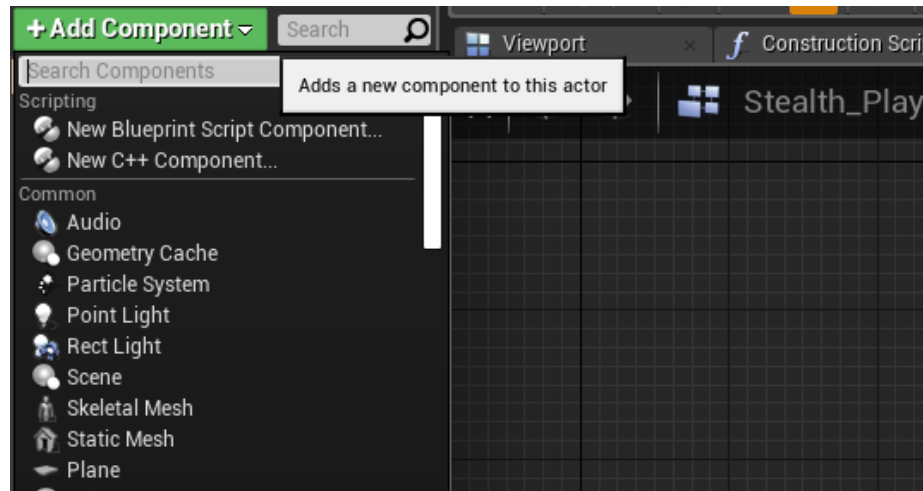 + Add Component
Search
Viewport
Construction Scri
Search Components
Adds a new component to this actor
Stealth_Play
Scripting
New Blueprint Script Component...
New C++ Component...
Common
Audio
Geometry Cache
Particle System
Point Light
Rect Light
Scene
Skeletal Mesh
Static Mesh
Plane